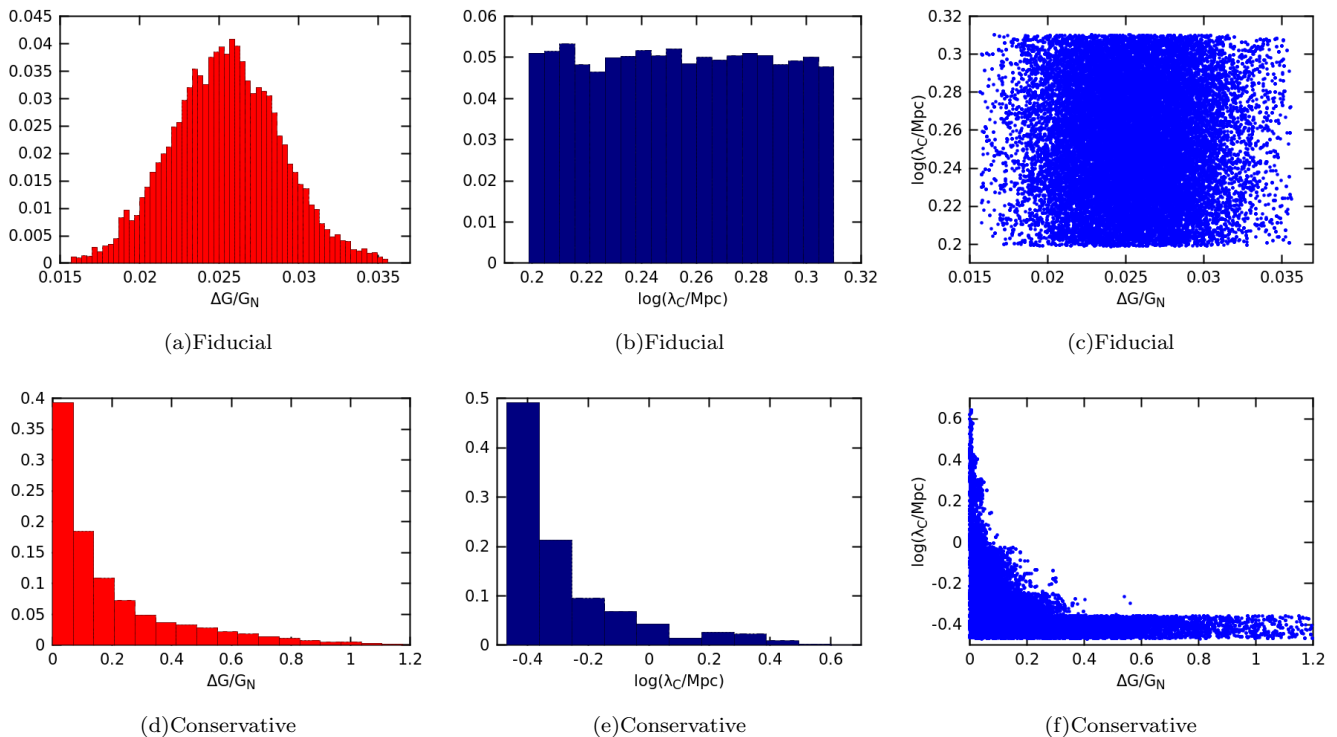 0.045
0.04
0.035
0.03
0.025
0.02
0.015
0.01
0.005
0
0.015 0.02 0.025 0.03 0.035
ΔG/G_N
(a)Fiducial
0.06
0.05
0.04
0.03
0.02
0.01
0
0.2 0.22 0.24 0.26 0.28 0.3 0.32
log(λ_C/Mpc)
(b)Fiducial
0.32
0.3
0.28
0.26
0.24
0.22
0.2
log(λ_C/Mpc)
0.015 0.02 0.025 0.03 0.035
ΔG/G_N
(c)Fiducial
0.4
0.35
0.3
0.25
0.2
0.15
0.1
0.05
0
0 0.2 0.4 0.6 0.8 1 1.2
ΔG/G_N
(d)Conservative
0.5
0.4
0.3
0.2
0.1
0
-0.4 -0.2 0 0.2 0.4 0.6
log(λ_C/Mpc)
(e)Conservative
0.6
0.4
0.2
0
-0.2
-0.4
log(λ_C/Mpc)
0 0.2 0.4 0.6 0.8 1 1.2
ΔG/G_N
(f)Conservative